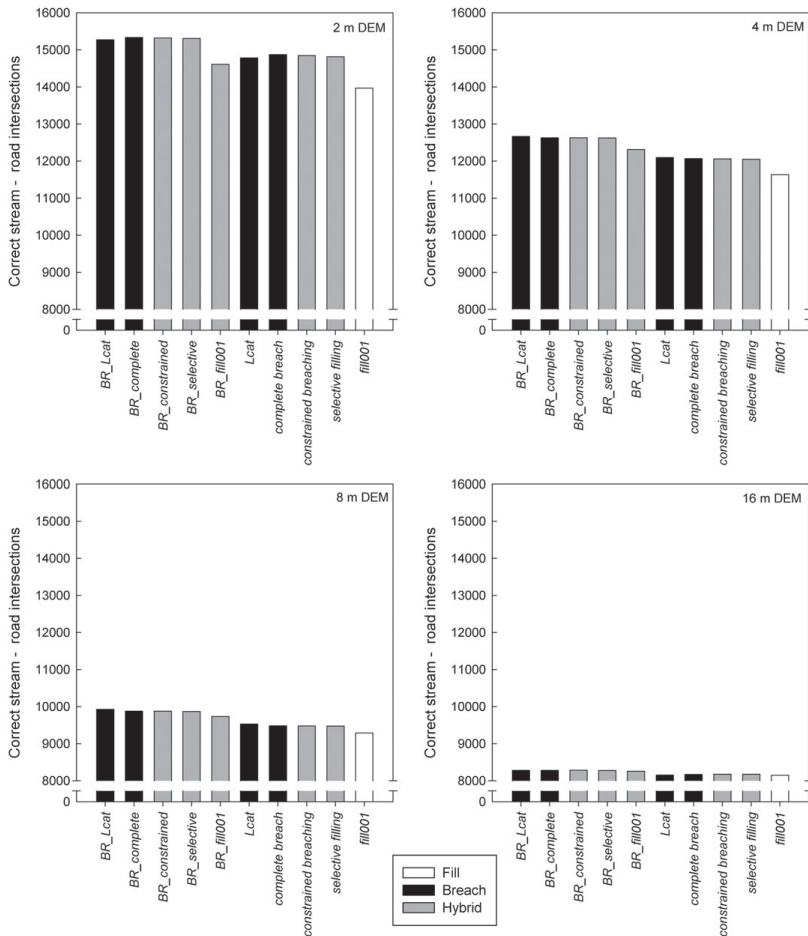 2 m DEM
16000
15000
14000
13000
12000
11000
10000
9000
8000
0
Correct stream - road intersections
BR_Lcat
BR_complete
BR_constrained
BR_selective
BR_fill001
Lcat
complete breach
constrained breaching
selective filling
fill001
4 m DEM
16000
15000
14000
13000
12000
11000
10000
9000
8000
0
Correct stream - road intersections
BR_Lcat
BR_complete
BR_constrained
BR_selective
BR_fill001
Lcat
complete breach
constrained breaching
selective filling
fill001
8 m DEM
16000
15000
14000
13000
12000
11000
10000
9000
8000
0
Correct stream - road intersections
BR_Lcat
BR_complete
BR_constrained
BR_selective
BR_fill001
Lcat
complete breach
constrained breaching
selective filling
fill001
16 m DEM
16000
15000
14000
13000
12000
11000
10000
9000
8000
0
Correct stream - road intersections
BR_Lcat
BR_complete
BR_constrained
BR_selective
BR_fill001
Lcat
complete breach
constrained breaching
selective filling
fill001
Fill
Breach
Hybrid